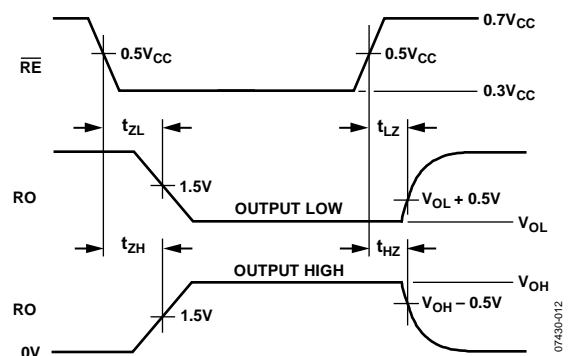 0.7VCC
RE
0.5VCC
0.5VCC
0.3VCC
tZL
tLZ
RO
1.5V
OUTPUT LOW
VOL + 0.5V
VOL
tZH
tHZ
OUTPUT HIGH
VOH
RO
1.5V
VOH – 0.5V
0V
07430-012